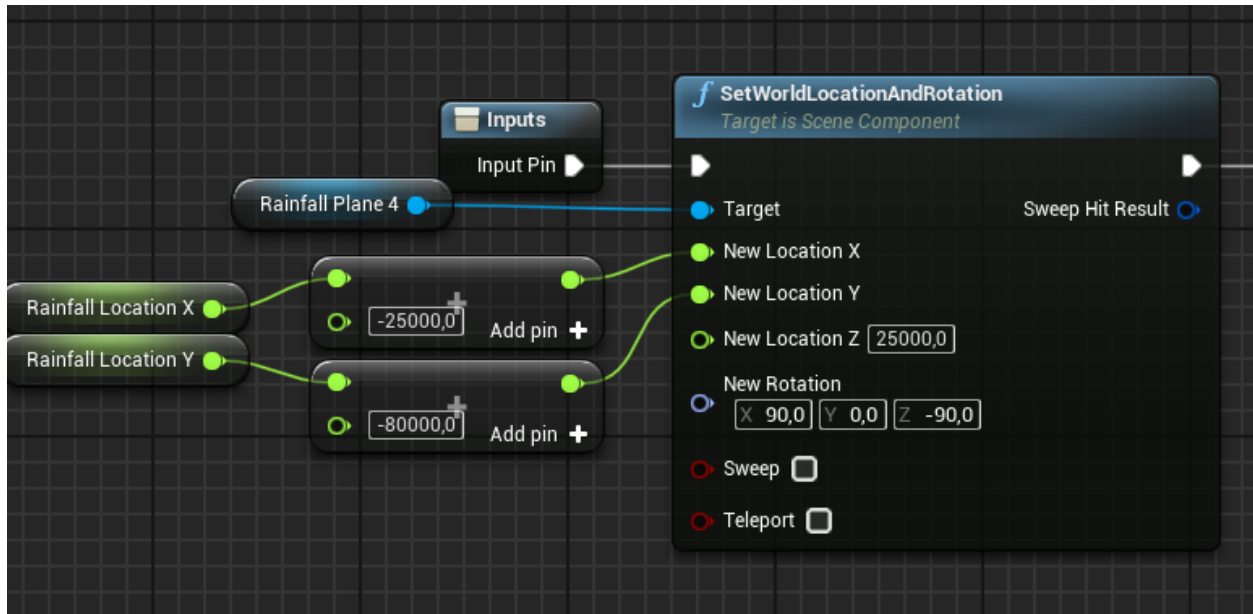 SetWorldLocationAndRotation
Target is Scene Component
Inputs
Input Pin
Rainfall Plane 4
Target
Sweep Hit Result
New Location X
Rainfall Location X
-25000,0
Add pin
New Location Y
Rainfall Location Y
-80000,0
Add pin
New Location Z 25000,0
New Rotation
X 90,0 Y 0,0 Z -90,0
Sweep
Teleport